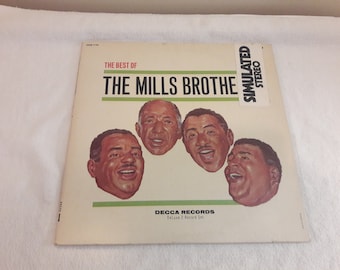 THE BEST OF
THE MILLS BROTHE
SIMULATED
STEREO
DECCA RECORDS